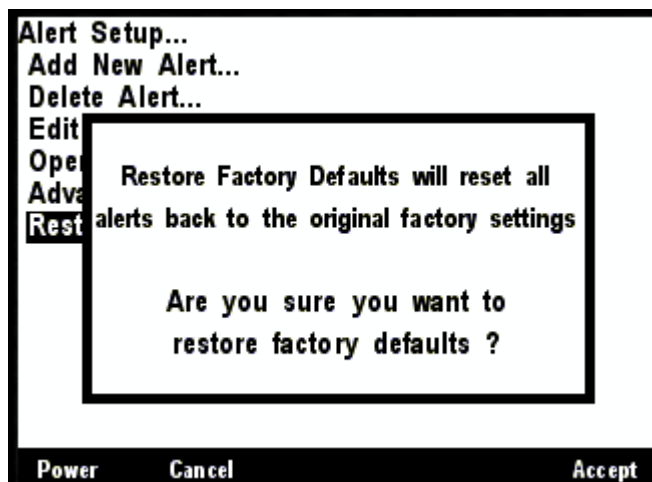 Alert Setup...
Add New Alert...
Delete Alert...
Edit
Oper
Adva
Rest
Restore Factory Defaults will reset all
alerts back to the original factory settings
Are you sure you want to
restore factory defaults ?
Power Cancel Accept